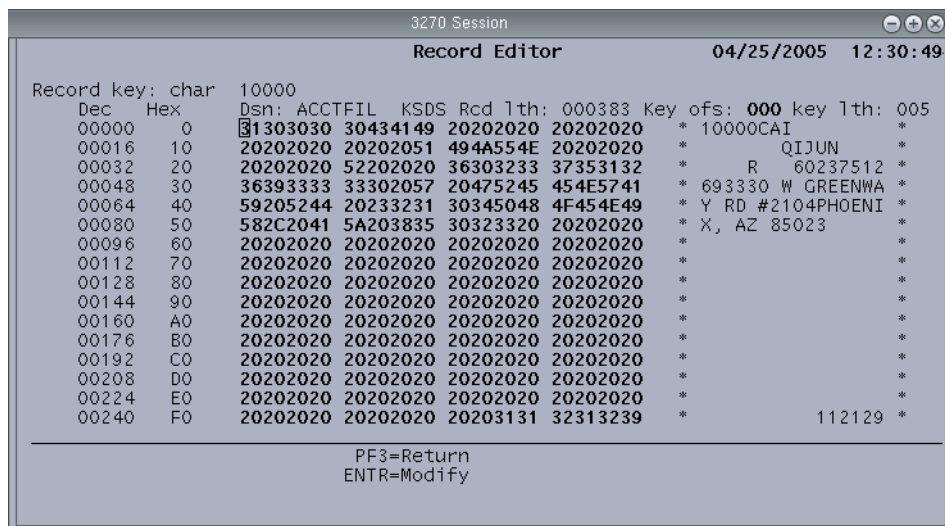 3270 Session
Record Editor 04/25/2005 12:30:49
Record key: char 10000
Dec Hex Dsn: ACCTFIL KSDS Rcd lth: 000383 Key ofs: 000 key lth: 005
00000 0 31303030 30434149 20202020 20202020 * 10000CAI *
00016 10 20202020 20202051 494A554E 20202020 * QIJUN *
00032 20 20202020 52202020 36303233 37353132 * R 60237512 *
00048 30 36393333 33302057 20475245 454E5741 * 693330 W GREENWA *
00064 40 59205244 20233231 30345048 4F454E49 * Y RD #2104PHOENI *
00080 50 582C2041 5A203835 30323320 20202020 * X, AZ 85023 *
00096 60 20202020 20202020 20202020 20202020 * *
00112 70 20202020 20202020 20202020 20202020 * *
00128 80 20202020 20202020 20202020 20202020 * *
00144 90 20202020 20202020 20202020 20202020 * *
00160 A0 20202020 20202020 20202020 20202020 * *
00176 B0 20202020 20202020 20202020 20202020 * *
00192 C0 20202020 20202020 20202020 20202020 * *
00208 D0 20202020 20202020 20202020 20202020 * *
00224 E0 20202020 20202020 20202020 20202020 * *
00240 F0 20202020 20202020 20203131 32313239 * 112129 *
PF3=Return
ENTR=Modify